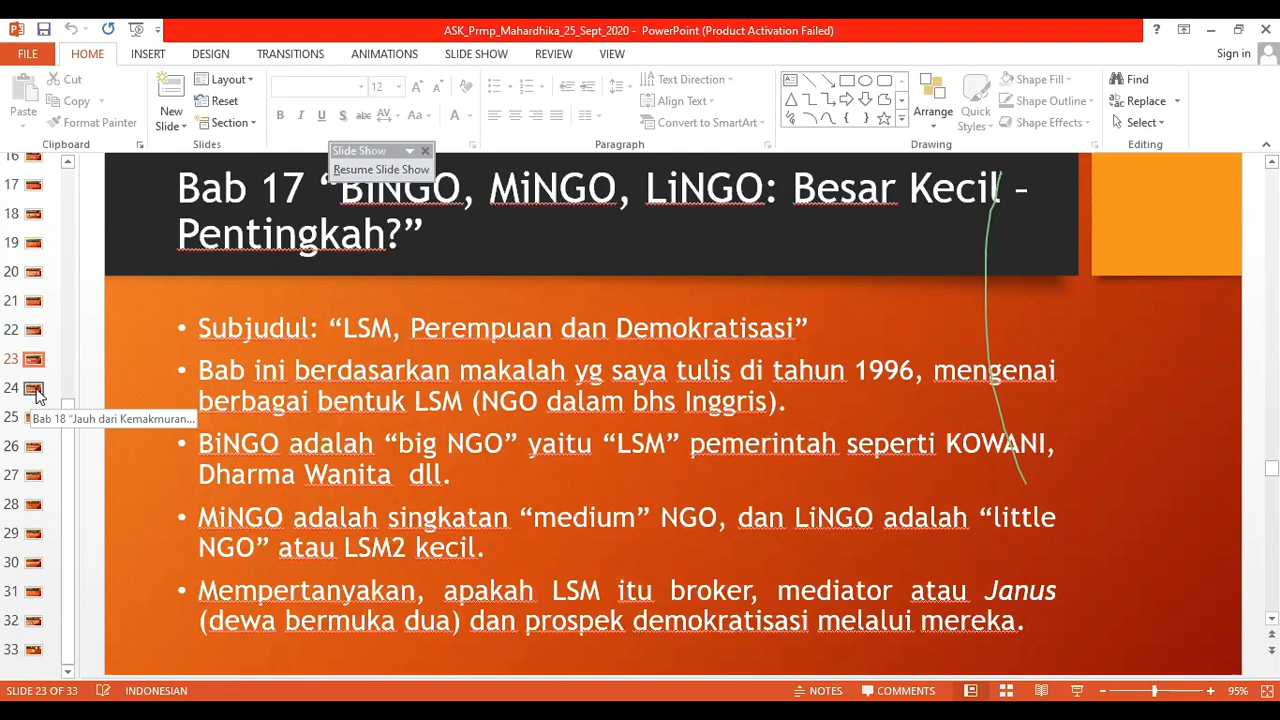 ASK_Prmp_Mahardhika_25_Sept_2020 - PowerPoint (Product Activation Failed)
FILE HOME INSERT DESIGN TRANSITIONS ANIMATIONS SLIDE SHOW REVIEW VIEW Sign in
Paste Cut
Copy
Format Painter
Clipboard
New Slide
Layout
Reset
Section
Slides
12
B I U S abc AV Aa A
Text Direction
Align Text
Convert to SmartArt
Paragraph
Arrange
Quick Styles
Shape Fill
Shape Outline
Shape Effects
Drawing
Find
Replace
Select
Editing
Slide Show
Resume Slide Show
16
17
18
19
20
21
22
23
24
25
26
27
28
29
30
31
32
33
Bab 18 “Jauh dari Kemakmuran...
Bab 17 “BiNGO, MiNGO, LiNGO: Besar Kecil –
Pentingkah?”
• Subjudul: “LSM, Perempuan dan Demokratisasi”
• Bab ini berdasarkan makalah yg saya tulis di tahun 1996, mengenai
berbagai bentuk LSM (NGO dalam bhs Inggris).
• BiNGO adalah “big NGO” yaitu “LSM” pemerintah seperti KOWANI,
Dharma Wanita dll.
• MiNGO adalah singkatan “medium” NGO, dan LiNGO adalah “little
NGO” atau LSM2 kecil.
• Mempertanyakan, apakah LSM itu broker, mediator atau Janus
(dewa bermuka dua) dan prospek demokratisasi melalui mereka.
SLIDE 23 OF 33 INDONESIAN NOTES COMMENTS 95%